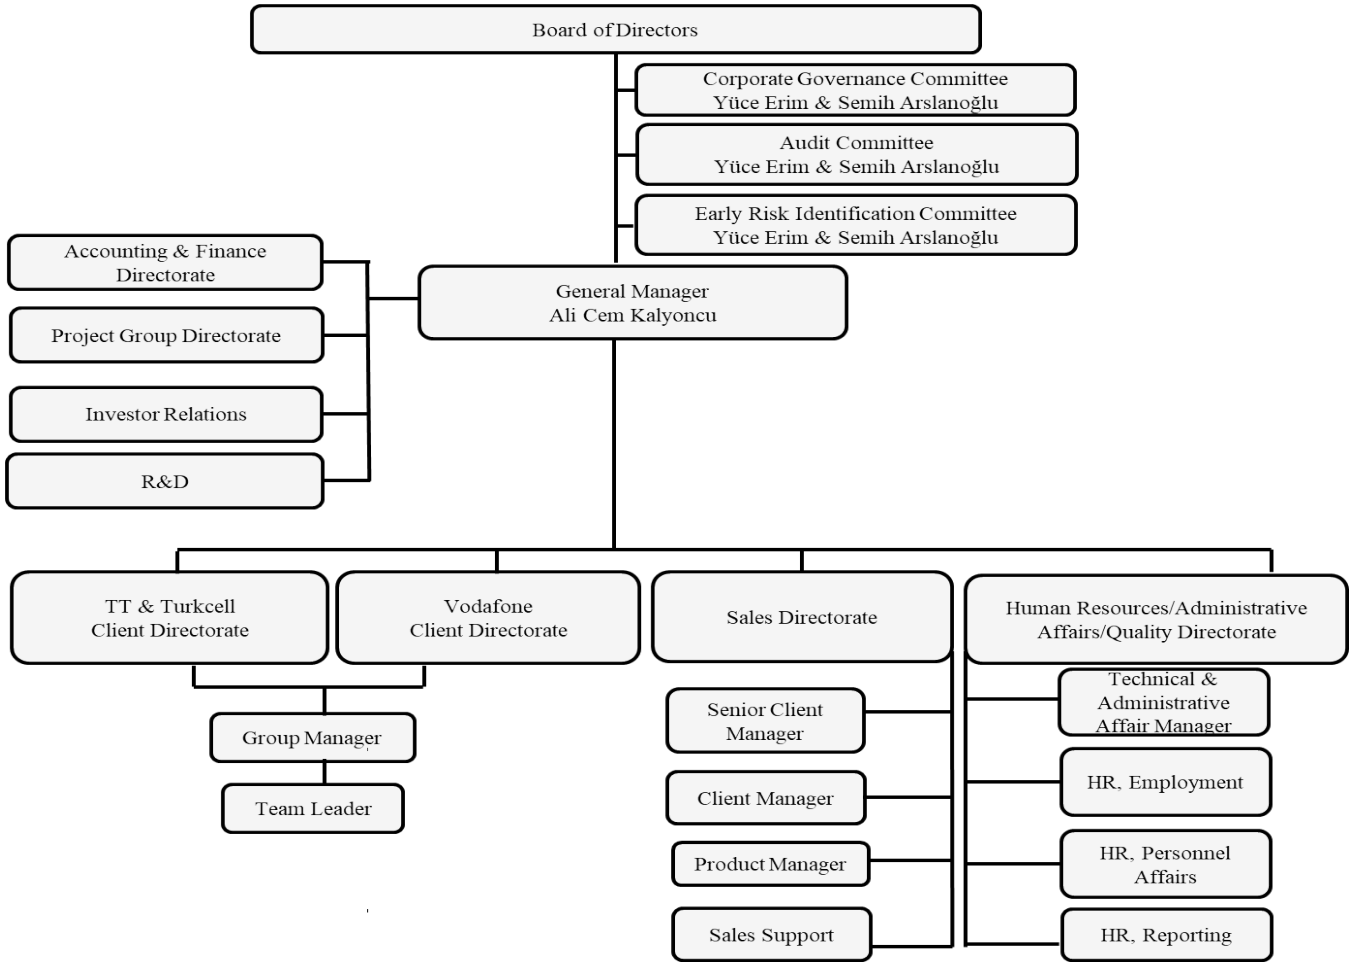 Board of Directors
Corporate Governance Committee
Yüce Erim & Semih Arslanoğlu
Audit Committee
Yüce Erim & Semih Arslanoğlu
Early Risk Identification Committee
Yüce Erim & Semih Arslanoğlu
Accounting & Finance
Directorate
General Manager
Ali Cem Kalyoncu
Project Group Directorate
Investor Relations
R&D
TT & Turkcell
Client Directorate
Vodafone
Client Directorate
Sales Directorate
Human Resources/Administrative
Affairs/Quality Directorate
Group Manager
Team Leader
Senior Client
Manager
Client Manager
Product Manager
Sales Support
Technical &
Administrative
Affair Manager
HR, Employment
HR, Personnel
Affairs
HR, Reporting